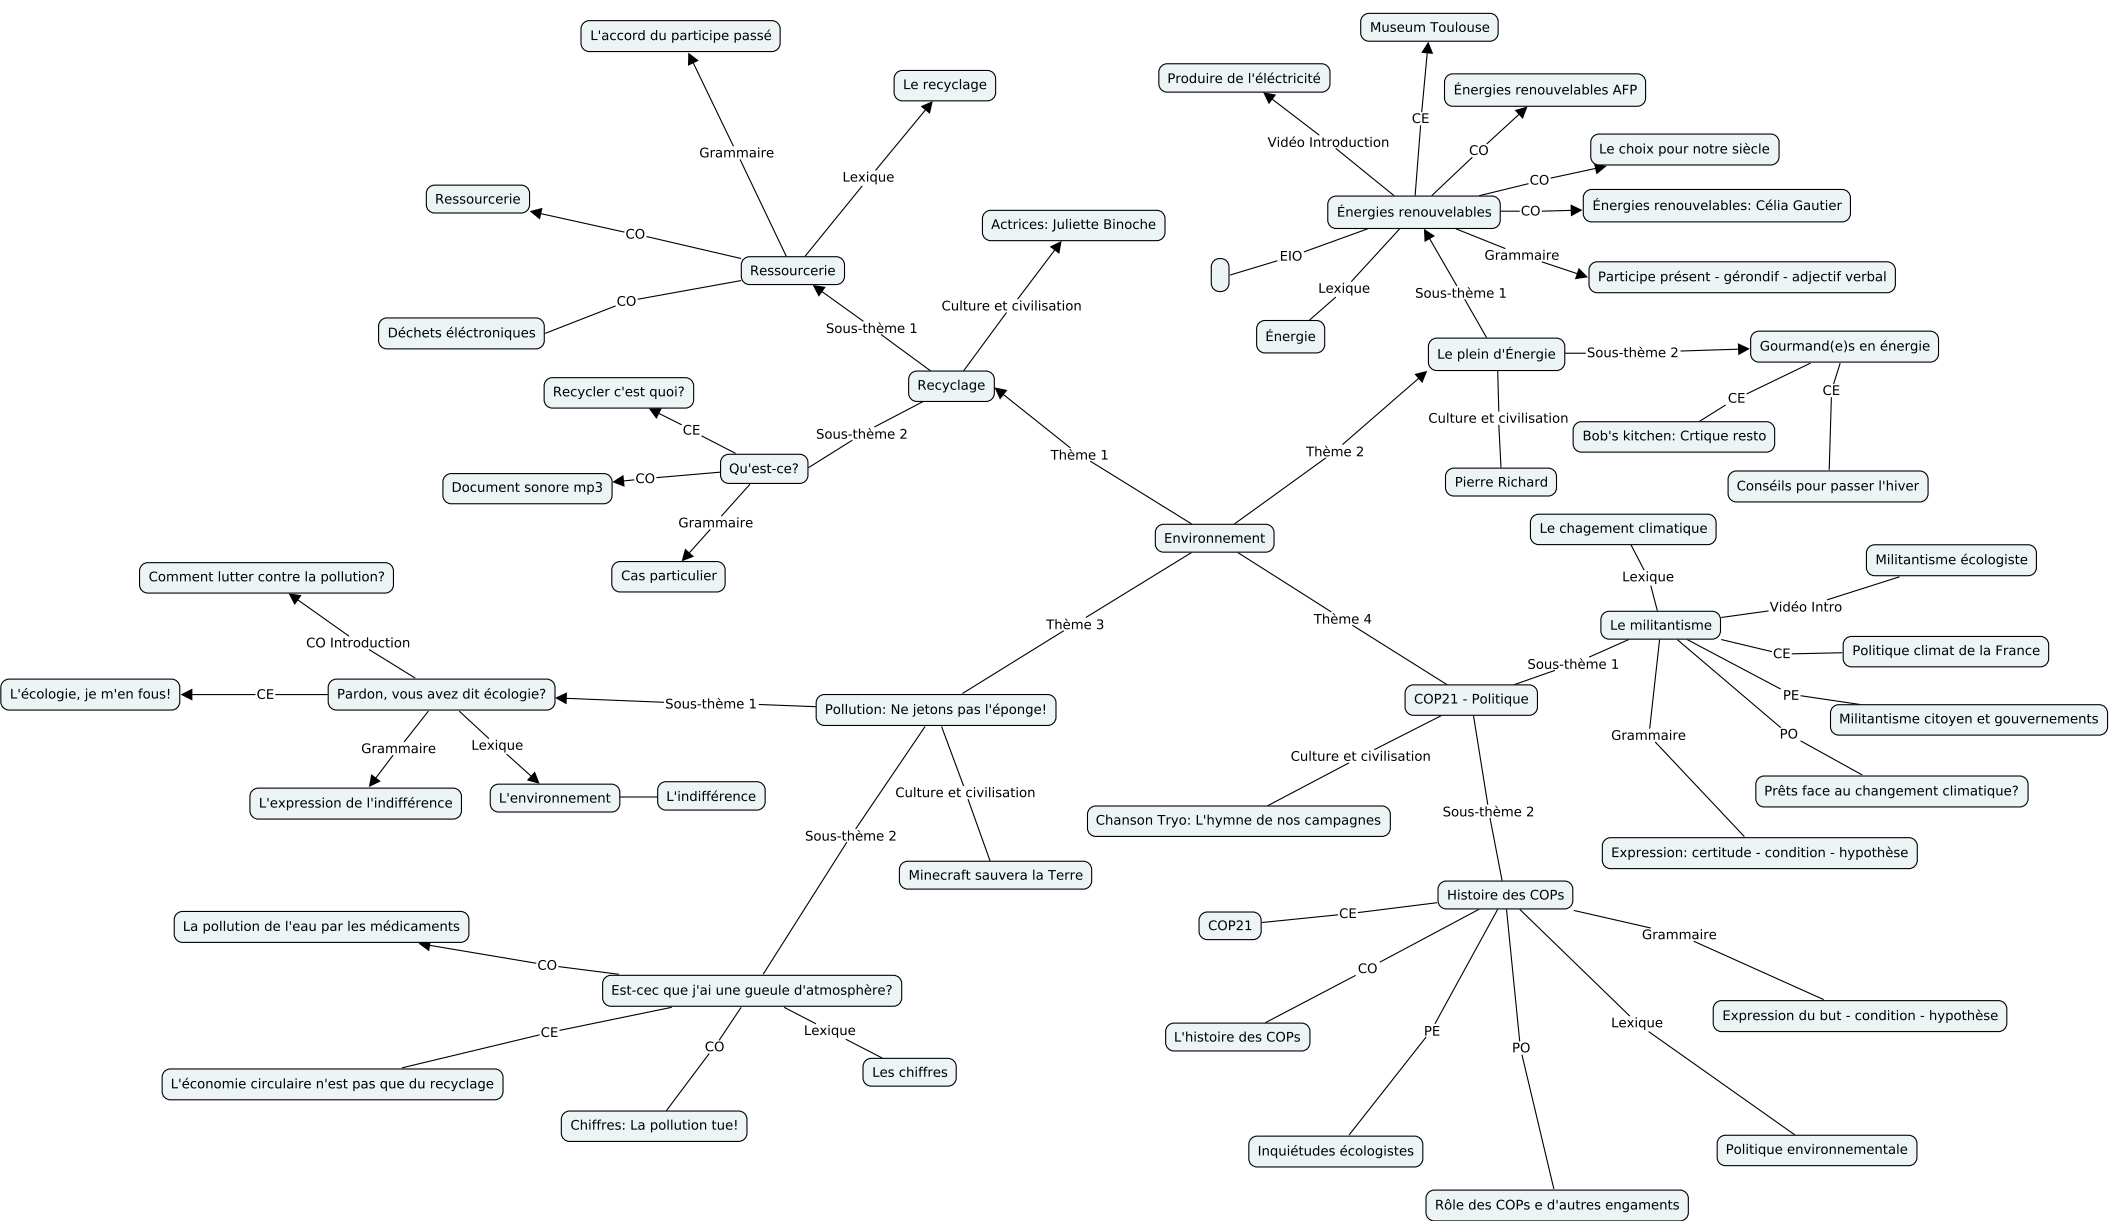 Museum Toulouse
L'accord du participe passé
Produire de l'éléctricité
Le recyclage
Énergies renouvelables AFP
CE
Vidéo Introduction
Le choix pour notre siècle
CO
Grammaire
Lexique
CO
Ressourcerie
Énergies renouvelables: Célia Gautier
Énergies renouvelables
CO
Actrices: Juliette Binoche
CO
EIO
Grammaire
Ressourcerie
Participe présent - gérondif - adjectif verbal
Lexique
Sous-thème 1
CO
Culture et civilisation
Sous-thème 1
Déchets éléctroniques
Énergie
Le plein d'Énergie
Sous-thème 2
Gourmand(e)s en énergie
Recyclage
Recycler c'est quoi?
CE
CE
Culture et civilisation
CE
Sous-thème 2
Bob's kitchen: Crtique resto
Thème 1
Thème 2
Qu'est-ce?
CO
Document sonore mp3
Pierre Richard
Conséils pour passer l'hiver
Grammaire
Le chagement climatique
Environnement
Militantisme écologiste
Cas particulier
Comment lutter contre la pollution?
Lexique
Vidéo Intro
Thème 3
Thème 4
Le militantisme
CO Introduction
CE
Politique climat de la France
Sous-thème 1
L'écologie, je m'en fous!
CE
Pardon, vous avez dit écologie?
Sous-thème 1
Pollution: Ne jetons pas l'éponge!
COP21 - Politique
PE
Militantisme citoyen et gouvernements
Grammaire
PO
Grammaire
Lexique
Culture et civilisation
Culture et civilisation
Prêts face au changement climatique?
L'expression de l'indifférence
L'environnement
L'indifférence
Sous-thème 2
Chanson Tryo: L'hymne de nos campagnes
Sous-thème 2
Expression: certitude - condition - hypothèse
Minecraft sauvera la Terre
Histoire des COPs
CE
COP21
La pollution de l'eau par les médicaments
Grammaire
CO
CO
Est-cec que j'ai une gueule d'atmosphère?
Expression du but - condition - hypothèse
CE
Lexique
PE
Lexique
L'histoire des COPs
CO
PO
Les chiffres
L'économie circulaire n'est pas que du recyclage
Chiffres: La pollution tue!
Inquiétudes écologistes
Politique environnementale
Rôle des COPs e d'autres engaments